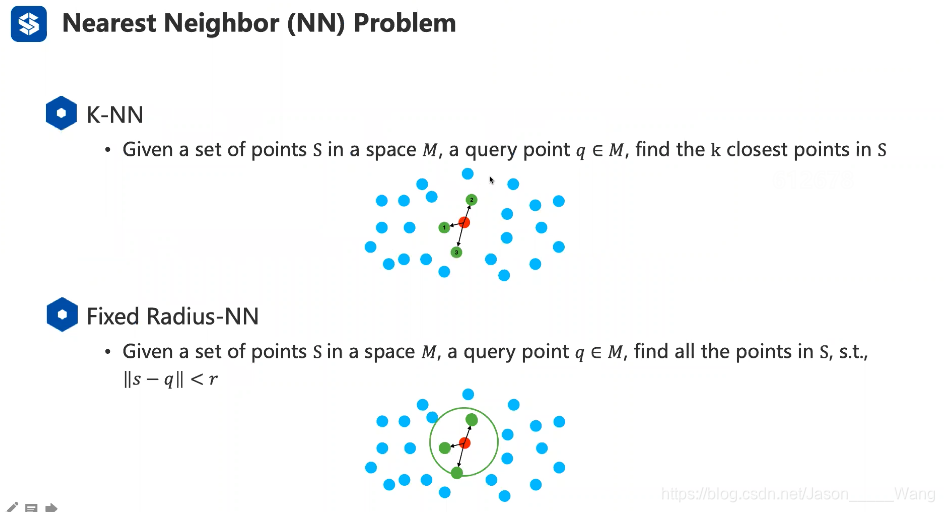 Nearest Neighbor (NN) Problem
K-NN
• Given a set of points S in a space M, a query point q ∈ M, find the k closest points in S
2
1
3
Fixed Radius-NN
• Given a set of points S in a space M, a query point q ∈ M, find all the points in S, s.t.,
‖s − q‖ < r
https://blog.csdn.net/Jason_____Wang